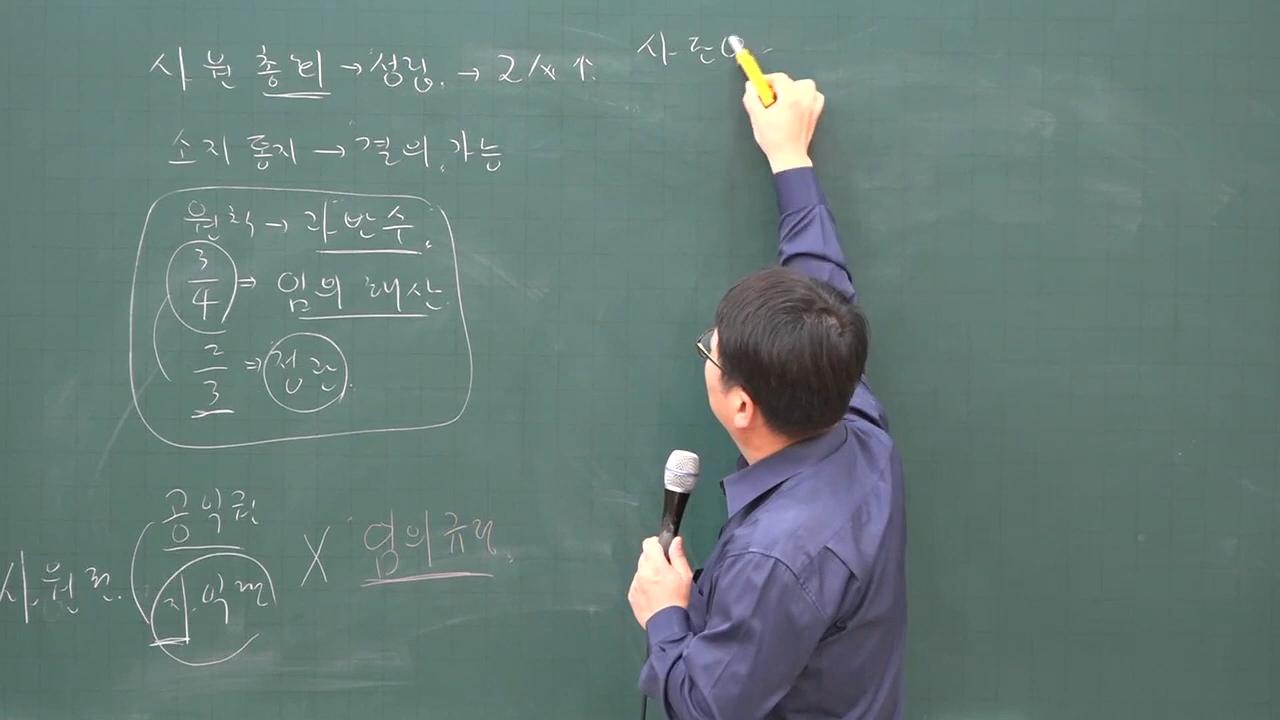 사원총회 → 성립. → 2人 ↑.
소지 통지 → 결의. 가능
원칙 → 과반수.
3/4 ⇒ 임의 해산.
2/3 ⇒ 정관.
공익권
사원권.
자익권
X 임의규정.
사단